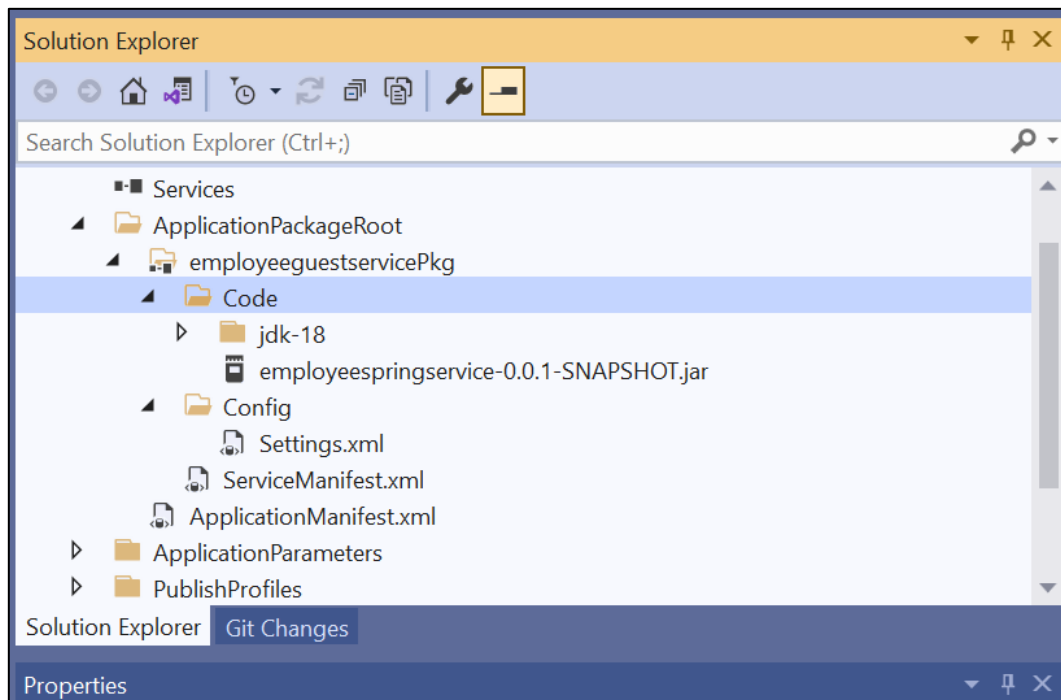 Solution Explorer
Search Solution Explorer (Ctrl+;)
Services
ApplicationPackageRoot
employeeguestservicePkg
Code
jdk-18
employeespringservice-0.0.1-SNAPSHOT.jar
Config
Settings.xml
ServiceManifest.xml
ApplicationManifest.xml
ApplicationParameters
PublishProfiles
Solution Explorer Git Changes
Properties